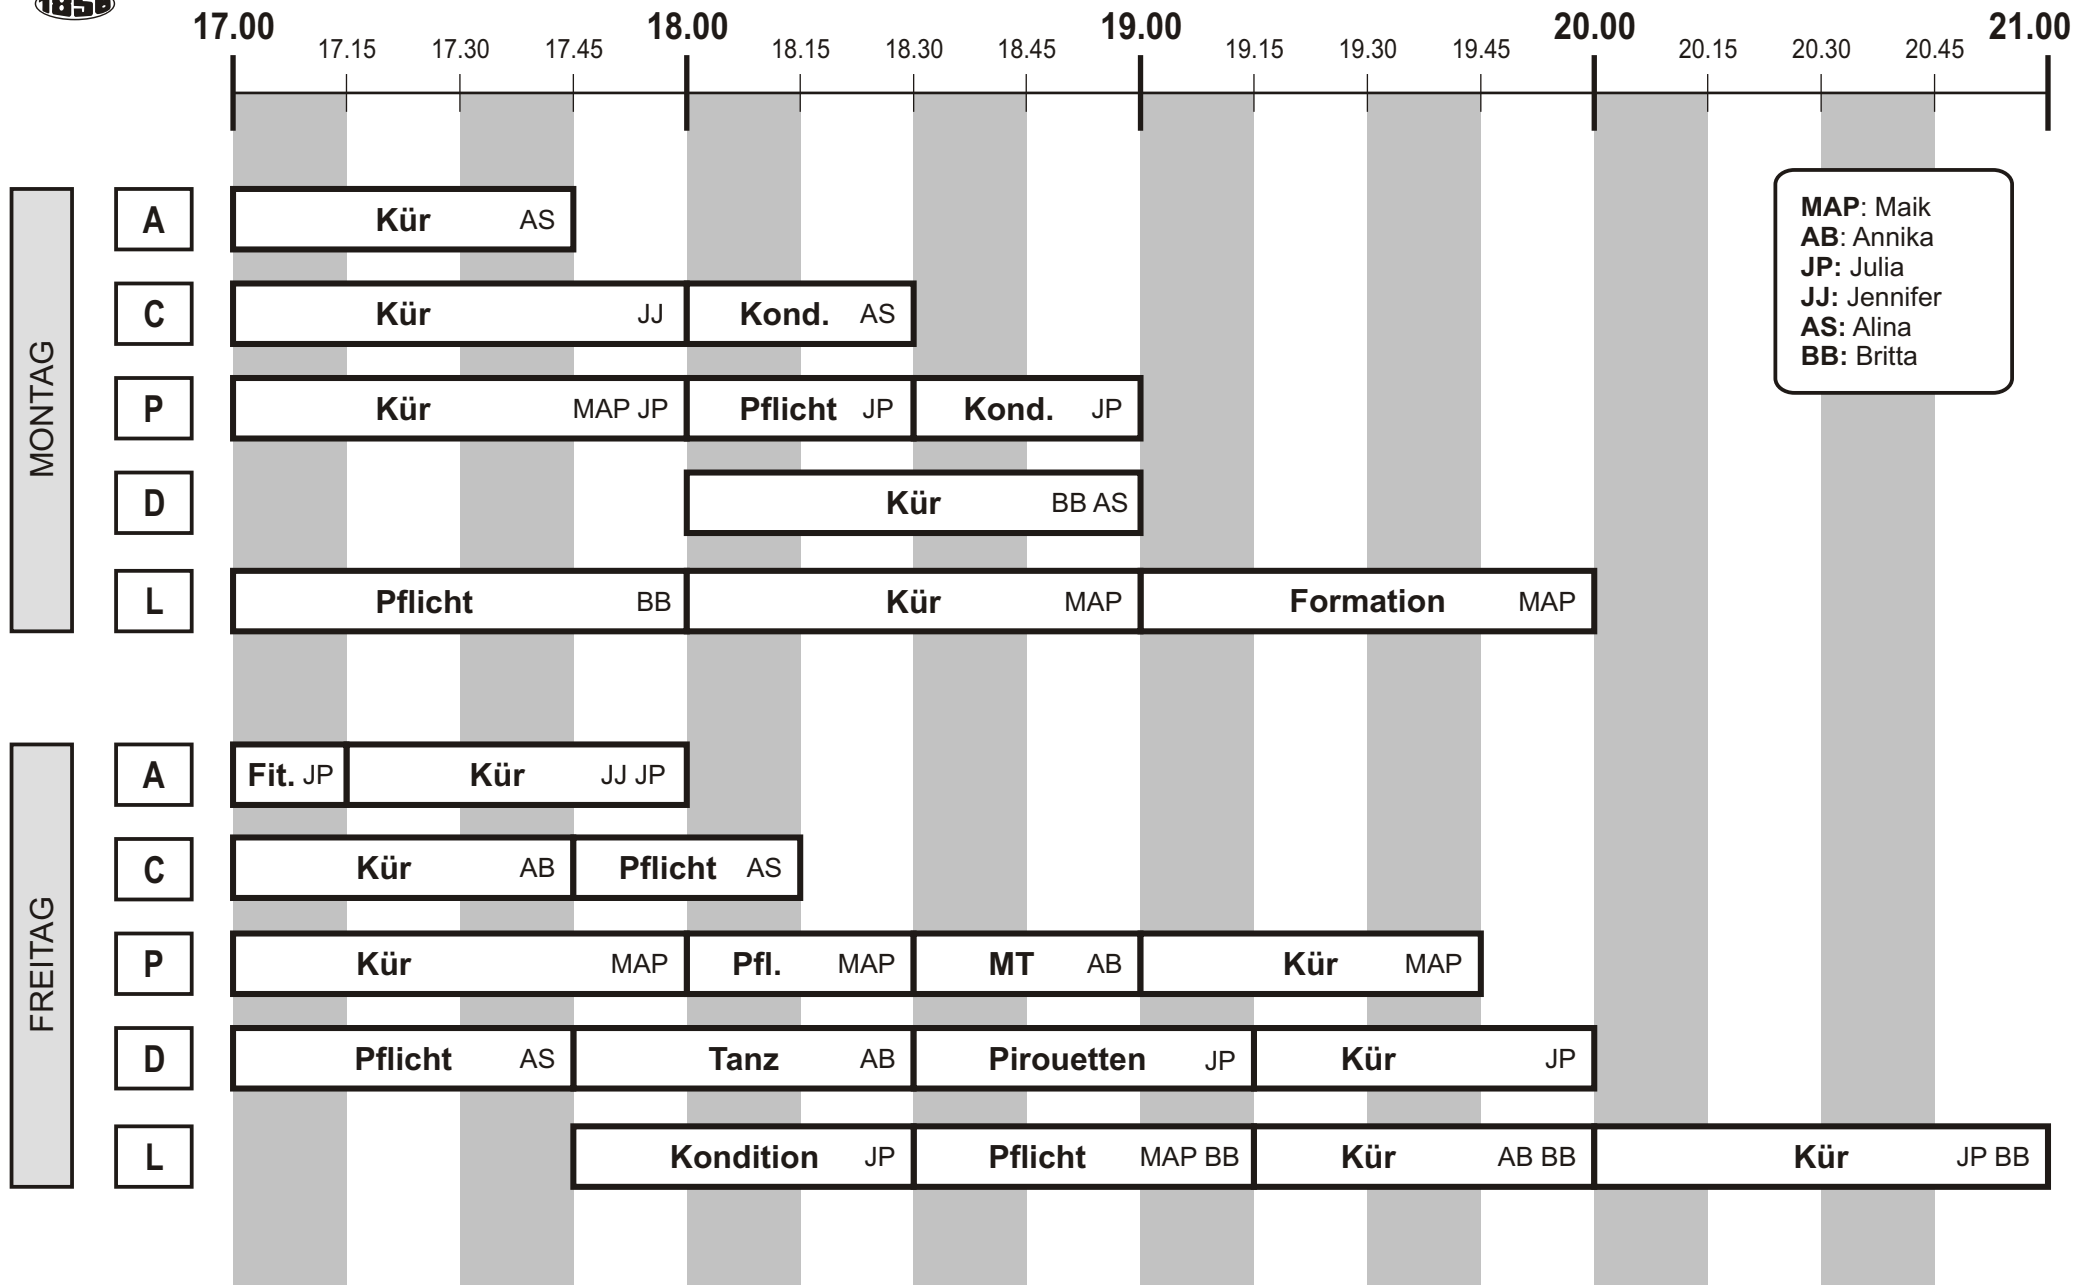 1856
17.00 17.15 17.30 17.45 18.00 18.15 18.30 18.45 19.00 19.15 19.30 19.45 20.00 20.15 20.30 20.45 21.00
MAP: Maik
AB: Annika
JP: Julia
JJ: Jennifer
AS: Alina
BB: Britta
MONTAG
A Kür AS
C Kür JJ Kond. AS
P Kür MAP JP Pflicht JP Kond. JP
D Kür BB AS
L Pflicht BB Kür MAP Formation MAP
FREITAG
A Fit. JP Kür JJ JP
C Kür AB Pflicht AS
P Kür MAP Pfl. MAP MT AB Kür MAP
D Pflicht AS Tanz AB Pirouetten JP Kür JP
L Kondition JP Pflicht MAP BB Kür AB BB Kür JP BB